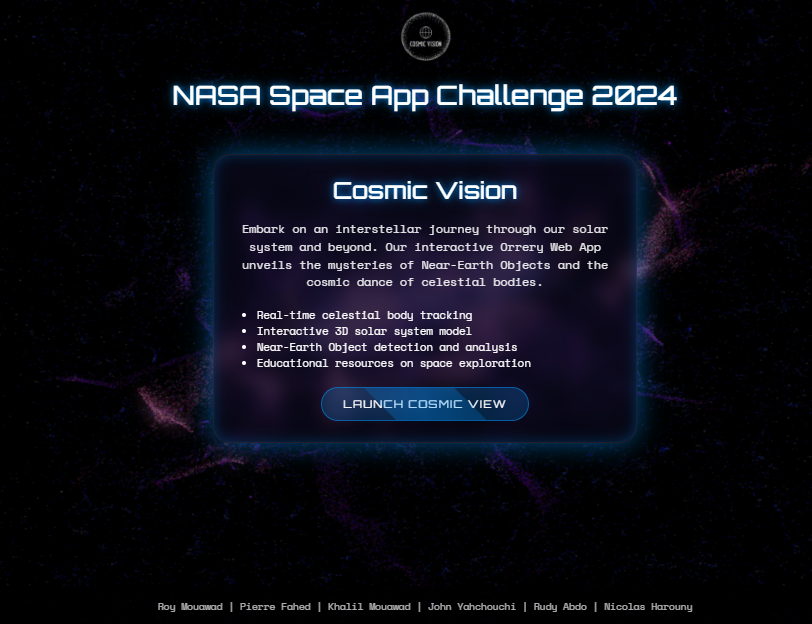 COSMIC VISION
NASA Space App Challenge 2024
Cosmic Vision
Embark on an interstellar journey through our solar
system and beyond. Our interactive Orrery Web App
unveils the mysteries of Near-Earth Objects and the
cosmic dance of celestial bodies.
• Real-time celestial body tracking
• Interactive 3D solar system model
• Near-Earth Object detection and analysis
• Educational resources on space exploration
LAUNCH COSMIC VIEW
Roy Mouawad | Pierre Fahed | Khalil Mouawad | John Yahchouchi | Rudy Abdo | Nicolas Harouny